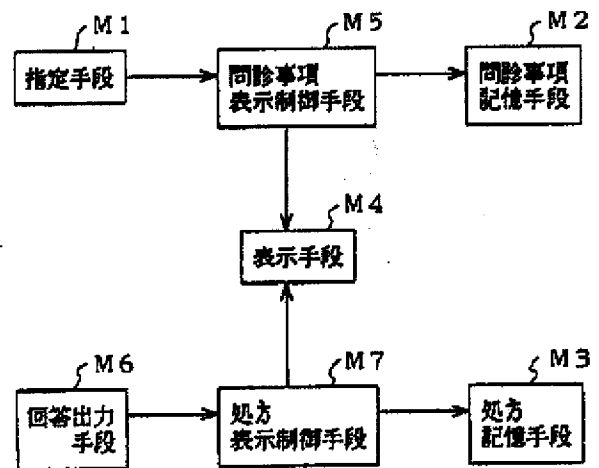 M1
指定手段
M5
問診事項
表示制御手段
M2
問診事項
記憶手段
M4
表示手段
M6
回答出力
手段
M7
処方
表示制御手段
M3
処方
記憶手段